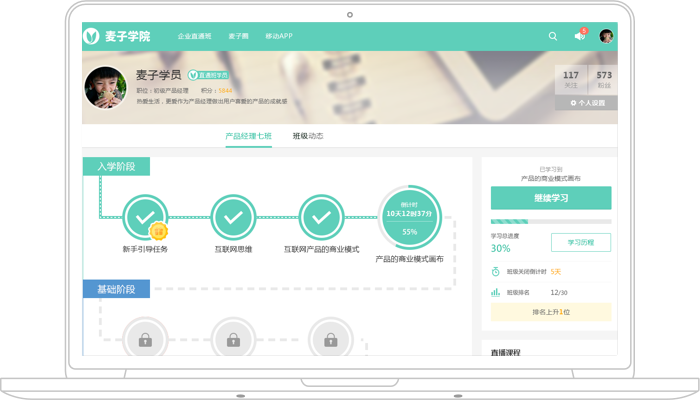 麦子学院
企业直通班 麦子圈 移动APP
5
麦子学员 直通班学员
职位：初级产品经理 积分：5844
热爱生活，更爱作为产品经理做出用户喜爱的产品的成就感
117 573
关注 粉丝
个人设置
产品经理七班 班级动态
入学阶段
倒计时
10天12时37分
55%
新手引导任务
互联网思维
互联网产品的商业模式
产品的商业模式画布
基础阶段
已学习到
产品的商业模式画布
继续学习
学习总进度
30%
学习历程
班级关闭倒计时 5天
班级排名 12/30
排名上升1位
直播课程